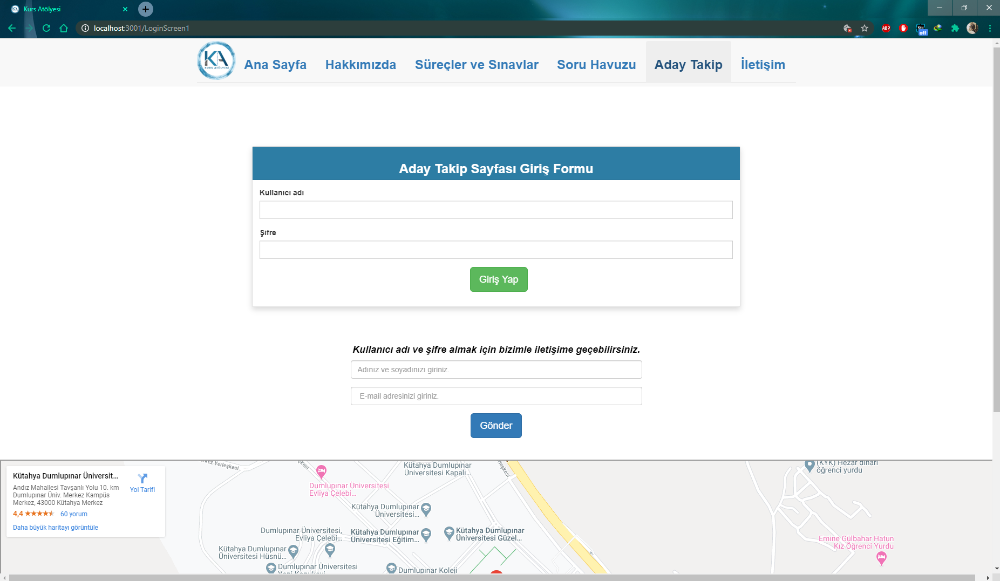 Kurs Atölyesi
localhost:3001/LoginScreen1
ABP
off
KA
KURS ATÖLYESİ
Ana Sayfa
Hakkımızda
Süreçler ve Sınavlar
Soru Havuzu
Aday Takip
İletişim
Aday Takip Sayfası Giriş Formu
Kullanıcı adı
Şifre
Giriş Yap
Kullanıcı adı ve şifre almak için bizimle iletişime geçebilirsiniz.
Adınız ve soyadınızı giriniz.
E-mail adresinizi giriniz.
Gönder
Kütahya Dumlupınar Üniversit...
Andız Mahallesi Tavşanlı Yolu 10. km
Dumlupınar Üniv. Merkez Kampüs
Merkez, 43000 Kütahya Merkez
4,4
60 yorum
Daha büyük haritayı görüntüle
Yol Tarifi
Yerleşkesi
Kütahya Dumlupınar
Üniversitesi Kapalı...
Dumlupınar Üniversitesi
Evliya Çelebi...
Kütahya Dumlupınar
Üniversitesi...
Dumlupınar Üniversitesi,
Evliya Çelebi...
Kütahya Dumlupınar
Üniversitesi Eğitim...
Kütahya Dumlupınar
Üniversitesi Güzel...
Kütahya Dumlupınar
Üniversitesi Hüsnü...
Dumlupınar Üniversitesi
Dumlupınar Koleji
(KYK) Hezar dinari
öğrenci yurdu
Emine Gülbahar Hatun
Kız Öğrenci Yurdu